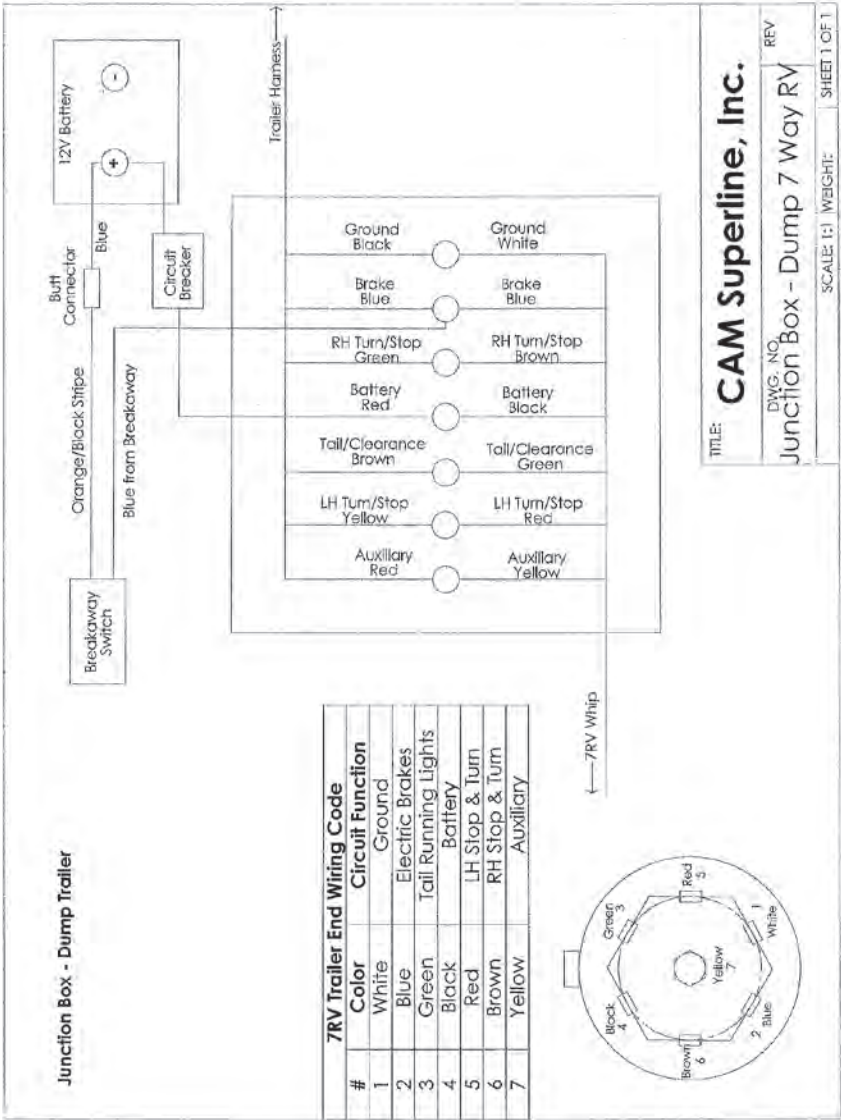 Junction Box - Dump Trailer
Breakaway
Switch
Orange/Black Stripe
Blue from Breakaway
Butt
Connector
Blue
Circuit
Breaker
12V Battery
+
-
Trailer Harness
Auxiliary
Red
LH Turn/Stop
Yellow
Tail/Clearance
Brown
Battery
Red
RH Turn/Stop
Green
Brake
Blue
Ground
Black
Auxiliary
Yellow
LH Turn/Stop
Red
Tail/Clearance
Green
Battery
Black
RH Turn/Stop
Brown
Brake
Blue
Ground
White
7RV Whip
7RV Trailer End Wiring Code
# Color Circuit Function
1 White Ground
2 Blue Electric Brakes
3 Green Tail Running Lights
4 Black Battery
5 Red LH Stop & Turn
6 Brown RH Stop & Turn
7 Yellow Auxiliary
Black
4
Green
3
Brown
6
Yellow
7
Red
5
2
Blue
1
White
TITLE:
CAM Superline, Inc.
DWG. NO.
Junction Box - Dump 7 Way RV
REV
SCALE: 1:1 WEIGHT: SHEET 1 OF 1